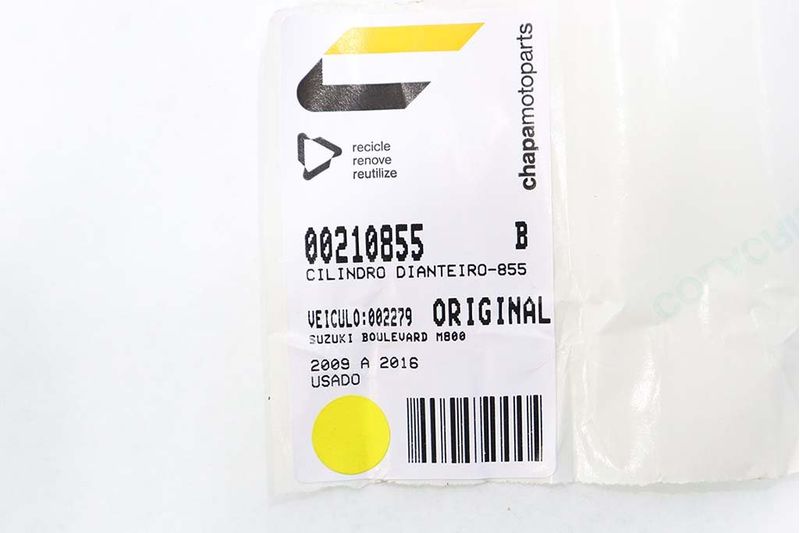 chapamotoparts
recicle
renove
reutilize
00210855 B
CILINDRO DIANTEIRO-855
VEICULO:002279 ORIGINAL
SUZUKI BOULEVARD M800
2009 A 2016
USADO